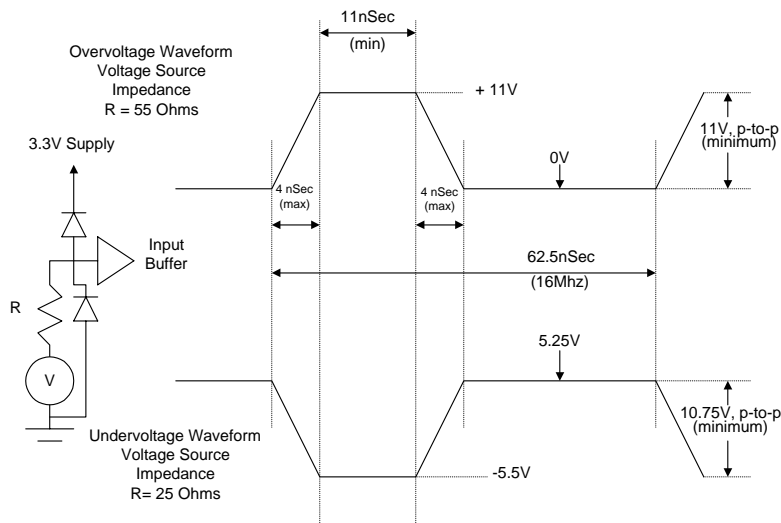 11nSec
(min)
Overvoltage Waveform
Voltage Source
Impedance
R = 55 Ohms
+ 11V
11V, p-to-p
(minimum)
3.3V Supply
0V
4 nSec
(max)
4 nSec
(max)
Input
Buffer
62.5nSec
(16Mhz)
R
5.25V
V
10.75V, p-to-p
(minimum)
Undervoltage Waveform
Voltage Source
Impedance
R= 25 Ohms
-5.5V